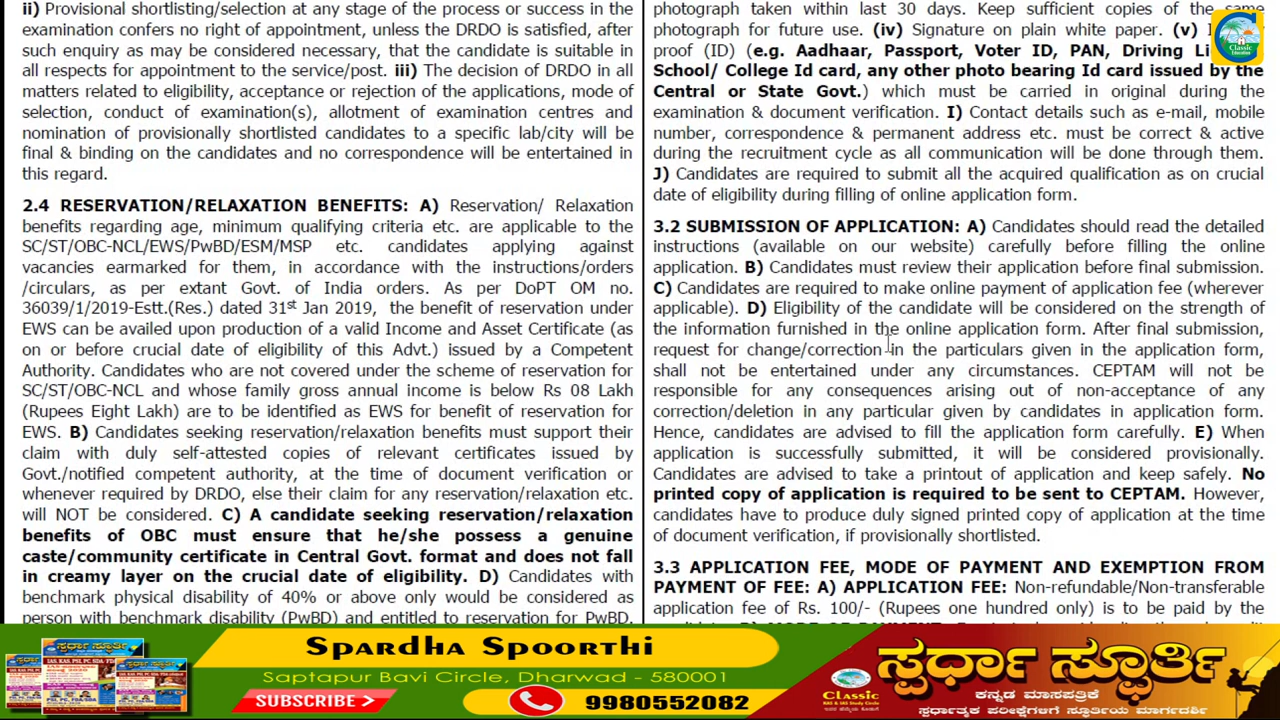 ii) Provisional shortlisting/selection at any stage of the process or success in the
examination confers no right of appointment, unless the DRDO is satisfied, after
such enquiry as may be considered necessary, that the candidate is suitable in
all respects for appointment to the service/post. iii) The decision of DRDO in all
matters related to eligibility, acceptance or rejection of the applications, mode of
selection, conduct of examination(s), allotment of examination centres and
nomination of provisionally shortlisted candidates to a specific lab/city will be
final & binding on the candidates and no correspondence will be entertained in
this regard.
2.4 RESERVATION/RELAXATION BENEFITS: A) Reservation/ Relaxation
benefits regarding age, minimum qualifying criteria etc. are applicable to the
SC/ST/OBC-NCL/EWS/PwBD/ESM/MSP etc. candidates applying against
vacancies earmarked for them, in accordance with the instructions/orders
/circulars, as per extant Govt. of India orders. As per DoPT OM no.
36039/1/2019-Estt.(Res.) dated 31st Jan 2019, the benefit of reservation under
EWS can be availed upon production of a valid Income and Asset Certificate (as
on or before crucial date of eligibility of this Advt.) issued by a Competent
Authority. Candidates who are not covered under the scheme of reservation for
SC/ST/OBC-NCL and whose family gross annual income is below Rs 08 Lakh
(Rupees Eight Lakh) are to be identified as EWS for benefit of reservation for
EWS. B) Candidates seeking reservation/relaxation benefits must support their
claim with duly self-attested copies of relevant certificates issued by
Govt./notified competent authority, at the time of document verification or
whenever required by DRDO, else their claim for any reservation/relaxation etc.
will NOT be considered. C) A candidate seeking reservation/relaxation
benefits of OBC must ensure that he/she possess a genuine
caste/community certificate in Central Govt. format and does not fall
in creamy layer on the crucial date of eligibility. D) Candidates with
benchmark physical disability of 40% or above only would be considered as
person with benchmark disability (PwBD) and entitled to reservation for PwBD.
photograph taken within last 30 days. Keep sufficient copies of the same
photograph for future use. (iv) Signature on plain white paper. (v)
proof (ID) (e.g. Aadhaar, Passport, Voter ID, PAN, Driving
School/ College Id card, any other photo bearing Id card issued by the
Central or State Govt.) which must be carried in original during the
examination & document verification. I) Contact details such as e-mail, mobile
number, correspondence & permanent address etc. must be correct & active
during the recruitment cycle as all communication will be done through them.
J) Candidates are required to submit all the acquired qualification as on crucial
date of eligibility during filling of online application form.
3.2 SUBMISSION OF APPLICATION: A) Candidates should read the detailed
instructions (available on our website) carefully before filling the online
application. B) Candidates must review their application before final submission.
C) Candidates are required to make online payment of application fee (wherever
applicable). D) Eligibility of the candidate will be considered on the strength of
the information furnished in the online application form. After final submission,
request for change/correction in the particulars given in the application form,
shall not be entertained under any circumstances. CEPTAM will not be
responsible for any consequences arising out of non-acceptance of any
correction/deletion in any particular given by candidates in application form.
Hence, candidates are advised to fill the application form carefully. E) When
application is successfully submitted, it will be considered provisionally.
Candidates are advised to take a printout of application and keep safely. No
printed copy of application is required to be sent to CEPTAM. However,
candidates have to produce duly signed printed copy of application at the time
of document verification, if provisionally shortlisted.
3.3 APPLICATION FEE, MODE OF PAYMENT AND EXEMPTION FROM
PAYMENT OF FEE: A) APPLICATION FEE: Non-refundable/Non-transferable
application fee of Rs. 100/- (Rupees one hundred only) is to be paid by the
Classic
Education
Spardha Spoorthi
Saptapur Bavi Circle, Dharwad - 580001
SUBSCRIBE >
9980552082
ಸ್ಪರ್ಧಾ ಸ್ಪೂರ್ತಿ
Classic
ಕನ್ನಡ ಮಾಸಪತ್ರಿಕೆ
ಸ್ಪರ್ಧಾತ್ಮಕ ಪರೀಕ್ಷೆಗಳಿಗೆ ಸ್ಪೂರ್ತಿಯ ಮಾರ್ಗದರ್ಶಿ